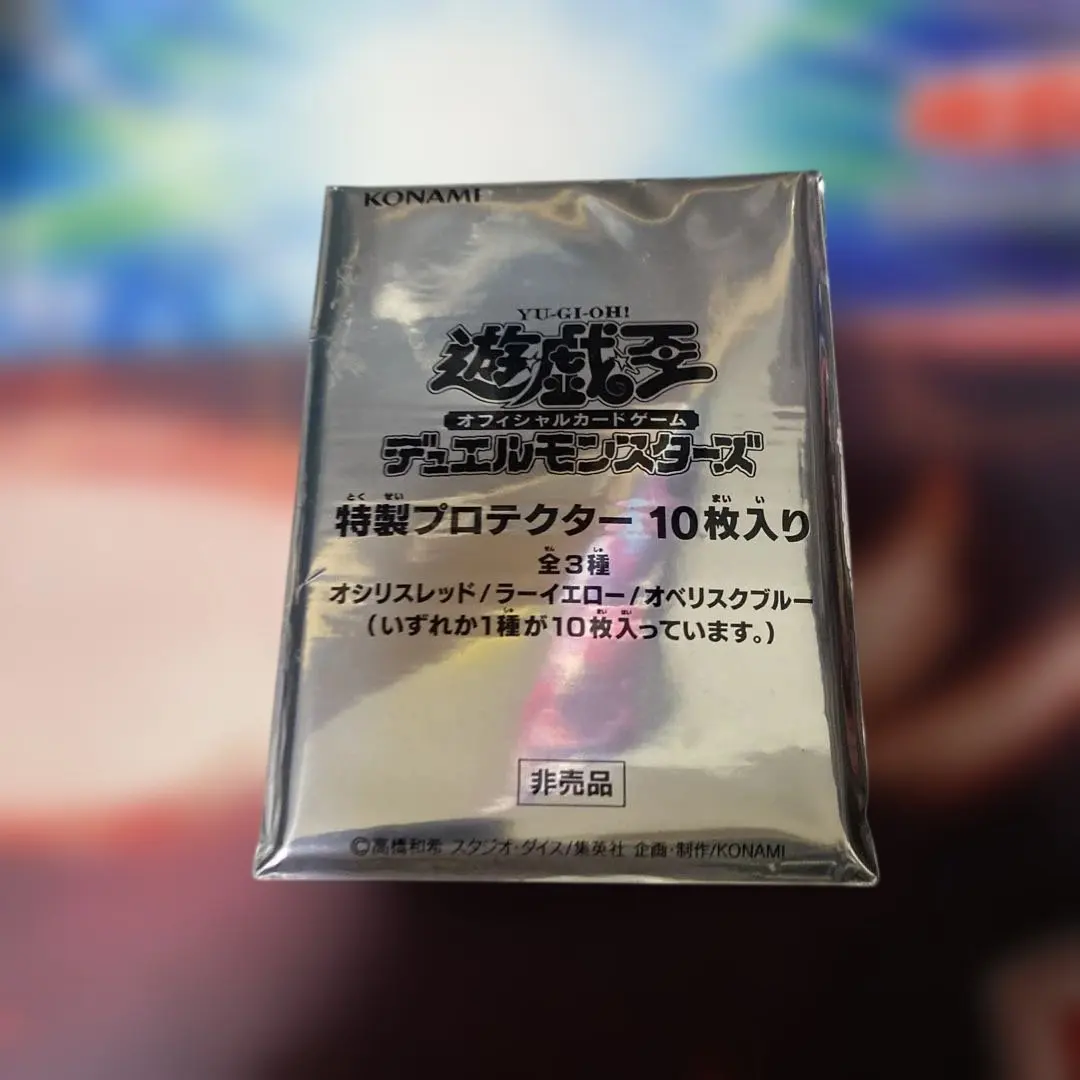 KONAMI
YU-GI-OH!
遊戯王
オフィシャルカードゲーム
デュエルモンスターズ
とく せい まい い
特製プロテクター 10枚入り
ぜん しゅ
全3種
オシリスレッド/ラーイエロー/オベリスクブルー
しゅ まい はい
(いずれか1種が10枚入っています。)
非売品
©高橋和希 スタジオ・ダイス/集英社 企画・制作/KONAMI